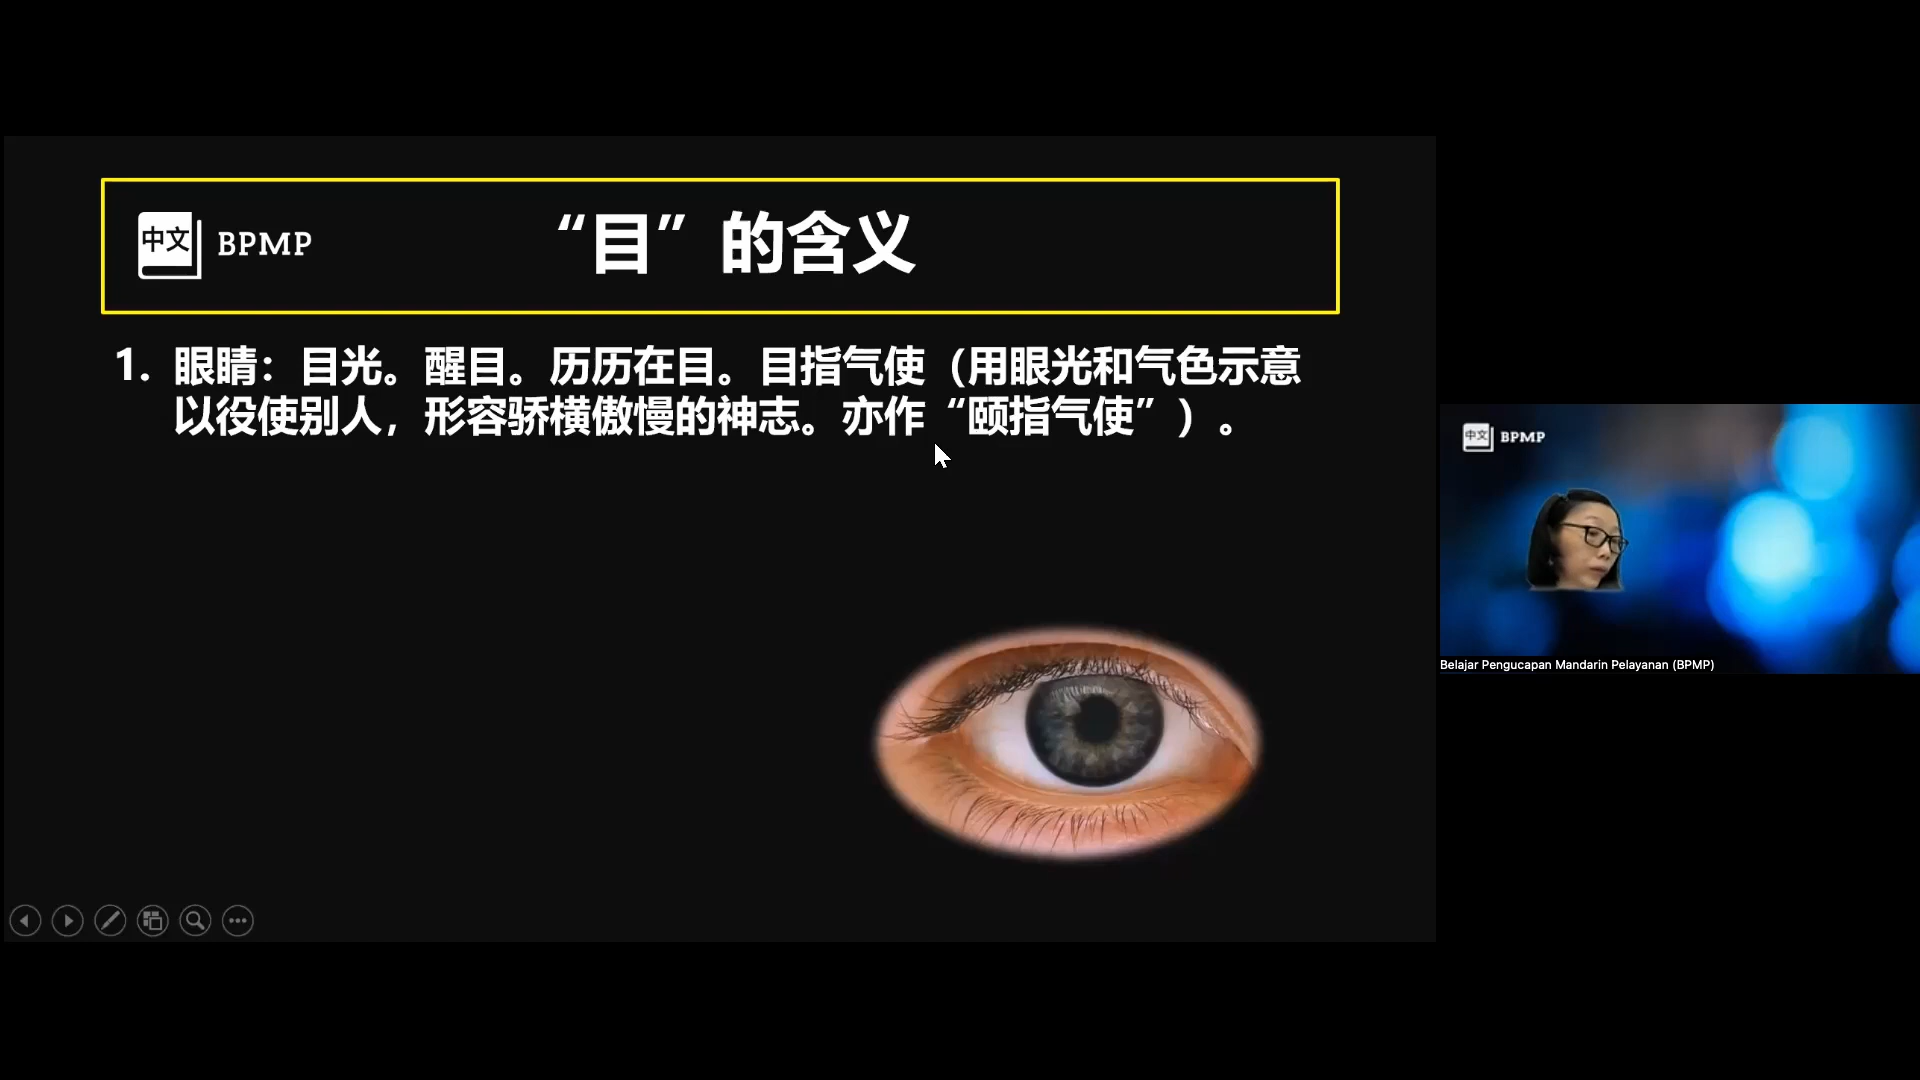 中文 BPMP
“目”的含义
1. 眼睛：目光。醒目。历历在目。目指气使（用眼光和气色示意
以役使别人，形容骄横傲慢的神志。亦作“颐指气使”）。
中文 BPMP
Belajar Pengucapan Mandarin Pelayanan (BPMP)